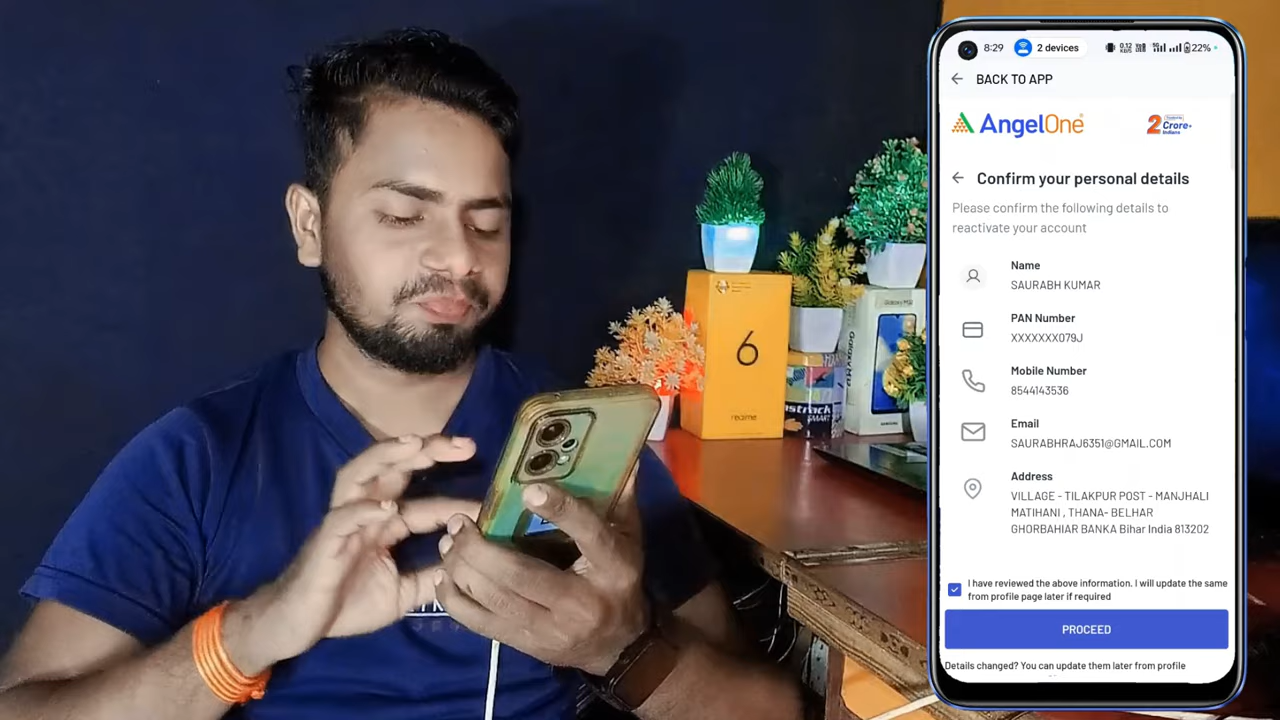 8:29
2 devices
22%
BACK TO APP
AngelOne
2 Crore+
Indians
Confirm your personal details
Please confirm the following details to
reactivate your account
Name
SAURABH KUMAR
PAN Number
XXXXXXX079J
Mobile Number
8544143536
Email
SAURABHRAJ6351@GMAIL.COM
Address
VILLAGE - TILAKPUR POST - MANJHALI
MATIHANI , THANA- BELHAR
GHORBAHIAR BANKA Bihar India 813202
I have reviewed the above information. I will update the same
from profile page later if required
PROCEED
Details changed? You can update them later from profile
6
realme
Galaxy
SAMSUNG